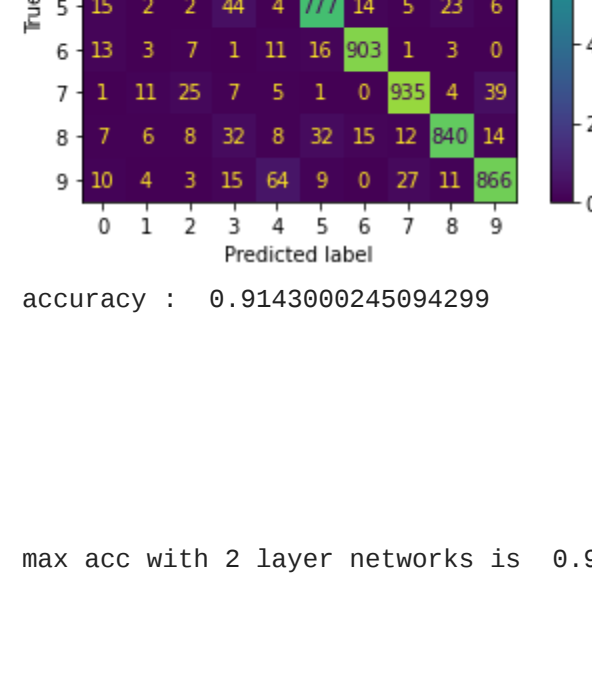 True
5 15 2 2 44 4 777 14 5 23 6
6 13 3 7 1 11 16 903 1 3 0
7 1 11 25 7 5 1 0 935 4 39
8 7 6 8 32 8 32 15 12 840 14
9 10 4 3 15 64 9 0 27 11 866
0 1 2 3 4 5 6 7 8 9
Predicted label
accuracy : 0.9143000245094299
max acc with 2 layer networks is 0.9